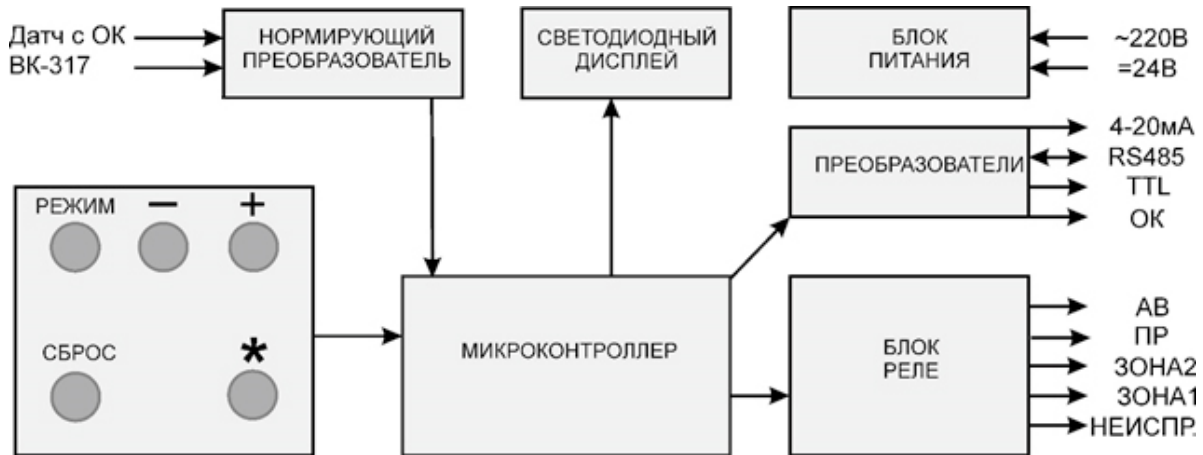 Датч с ОК
ВК-317
НОРМИРУЮЩИЙ
ПРЕОБРАЗОВАТЕЛЬ
СВЕТОДИОДНЫЙ
ДИСПЛЕЙ
БЛОК
ПИТАНИЯ
~220В
=24В
ПРЕОБРАЗОВАТЕЛИ
4-20мА
RS485
TTL
ОК
РЕЖИМ
−
+
СБРОС
*
МИКРОКОНТРОЛЛЕР
БЛОК
РЕЛЕ
АВ
ПР
ЗОНА2
ЗОНА1
НЕИСПР.